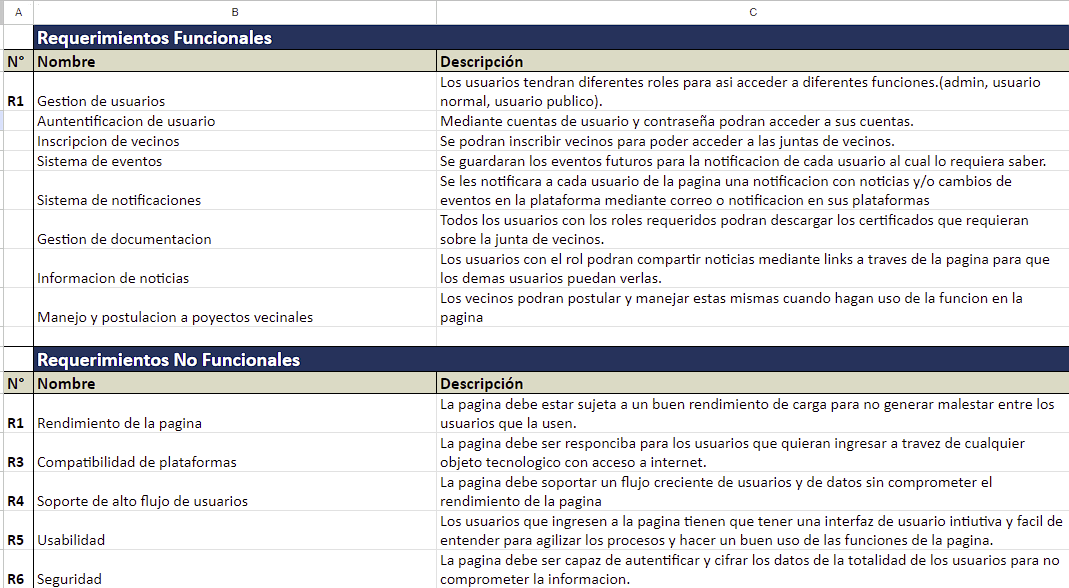 A B C
Requerimientos Funcionales
N° Nombre Descripción
Los usuarios tendran diferentes roles para asi acceder a diferentes funciones.(admin, usuario
R1 Gestion de usuarios normal, usuario publico).
Auntentificacion de usuario Mediante cuentas de usuario y contraseña podran acceder a sus cuentas.
Inscripcion de vecinos Se podran inscribir vecinos para poder acceder a las juntas de vecinos.
Sistema de eventos Se guardaran los eventos futuros para la notificacion de cada usuario al cual lo requiera saber.
Se les notificara a cada usuario de la pagina una notificacion con noticias y/o cambios de
Sistema de notificaciones eventos en la plataforma mediante correo o notificacion en sus plataformas
Todos los usuarios con los roles requeridos podran descargar los certificados que requieran
Gestion de documentacion sobre la junta de vecinos.
Los usuarios con el rol podran compartir noticias mediante links a traves de la pagina para que
Informacion de noticias los demas usuarios puedan verlas.
Los vecinos podran postular y manejar estas mismas cuando hagan uso de la funcion en la
Manejo y postulacion a poyectos vecinales pagina
Requerimientos No Funcionales
N° Nombre Descripción
La pagina debe estar sujeta a un buen rendimiento de carga para no generar malestar entre los
R1 Rendimiento de la pagina usuarios que la usen.
La pagina debe ser responciba para los usuarios que quieran ingresar a travez de cualquier
R3 Compatibilidad de plataformas objeto tecnologico con acceso a internet.
La pagina debe soportar un flujo creciente de usuarios y de datos sin comprometer el
R4 Soporte de alto flujo de usuarios rendimiento de la pagina
Los usuarios que ingresen a la pagina tienen que tener una interfaz de usuario intiutiva y facil de
R5 Usabilidad entender para agilizar los procesos y hacer un buen uso de las funciones de la pagina.
La pagina debe ser capaz de autentificar y cifrar los datos de la totalidad de los usuarios para no
R6 Seguridad comprometer la informacion.